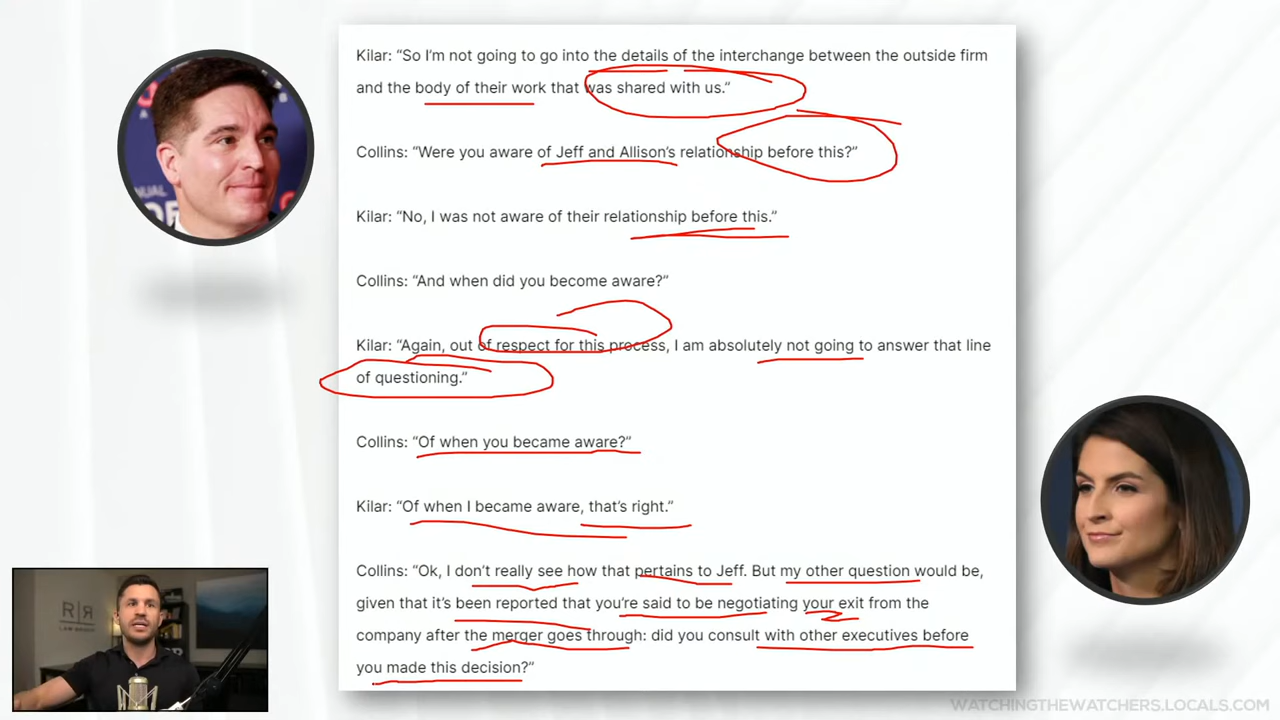 Kilar: “So I’m not going to go into the details of the interchange between the outside firm
and the body of their work that was shared with us.”
Collins: “Were you aware of Jeff and Allison’s relationship before this?”
Kilar: “No, I was not aware of their relationship before this.”
Collins: “And when did you become aware?”
Kilar: “Again, out of respect for this process, I am absolutely not going to answer that line
of questioning.”
Collins: “Of when you became aware?”
Kilar: “Of when I became aware, that’s right.”
Collins: “Ok, I don’t really see how that pertains to Jeff. But my other question would be,
given that it’s been reported that you’re said to be negotiating your exit from the
company after the merger goes through: did you consult with other executives before
you made this decision?”
R|R
LAW GROUP
WATCHINGTHEWATCHERS.LOCALS.COM